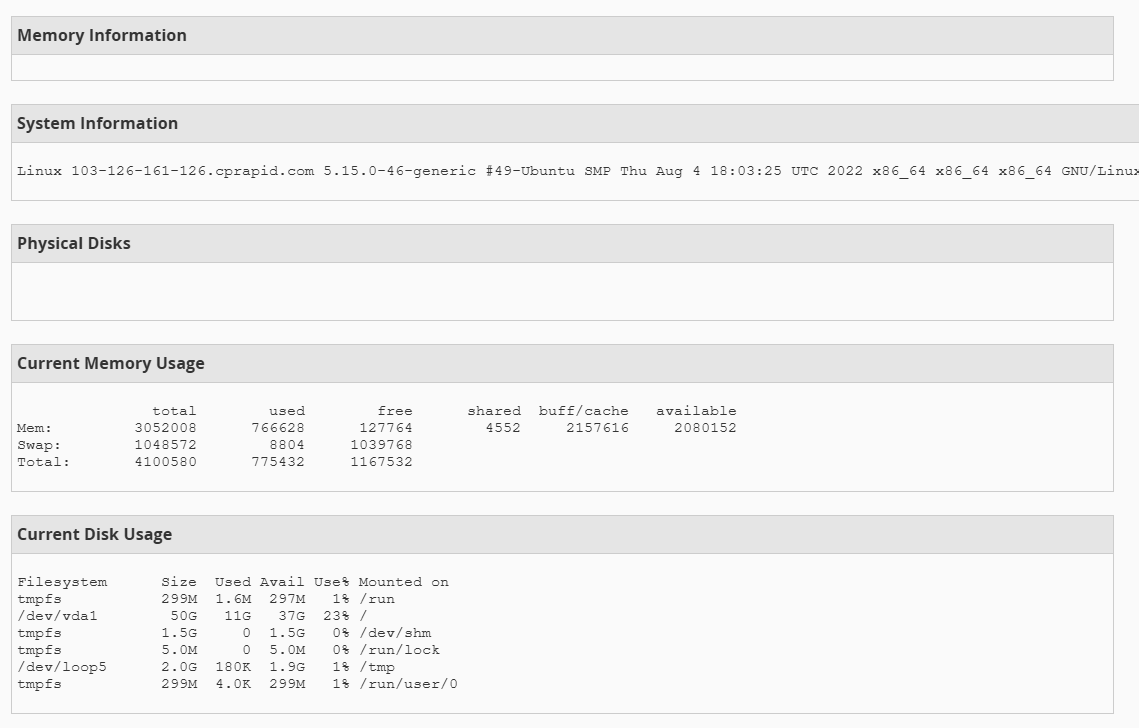 Memory Information
System Information
Linux 103-126-161-126.cprapid.com 5.15.0-46-generic #49-Ubuntu SMP Thu Aug 4 18:03:25 UTC 2022 x86_64 x86_64 x86_64 GNU/Linux
Physical Disks
Current Memory Usage
total used free shared buff/cache available
Mem: 3052008 766628 127764 4552 2157616 2080152
Swap: 1048572 8804 1039768
Total: 4100580 775432 1167532
Current Disk Usage
Filesystem Size Used Avail Use% Mounted on
tmpfs 299M 1.6M 297M 1% /run
/dev/vda1 50G 11G 37G 23% /
tmpfs 1.5G 0 1.5G 0% /dev/shm
tmpfs 5.0M 0 5.0M 0% /run/lock
/dev/loop5 2.0G 180K 1.9G 1% /tmp
tmpfs 299M 4.0K 299M 1% /run/user/0